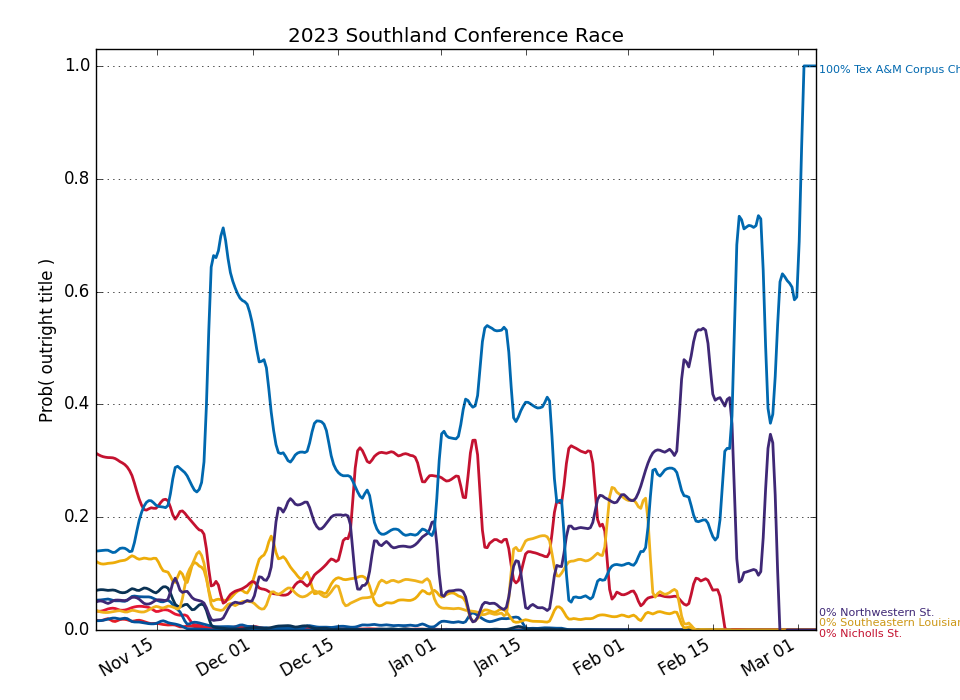 2023 Southland Conference Race
1.0
100% Tex A&M Corpus Ch
0.8
0.6
Prob( outright title )
0.4
0.2
0% Northwestern St.
0% Southeastern Louisian
0.0
0% Nicholls St.
Nov 15
Dec 01
Dec 15
Jan 01
Jan 15
Feb 01
Feb 15
Mar 01